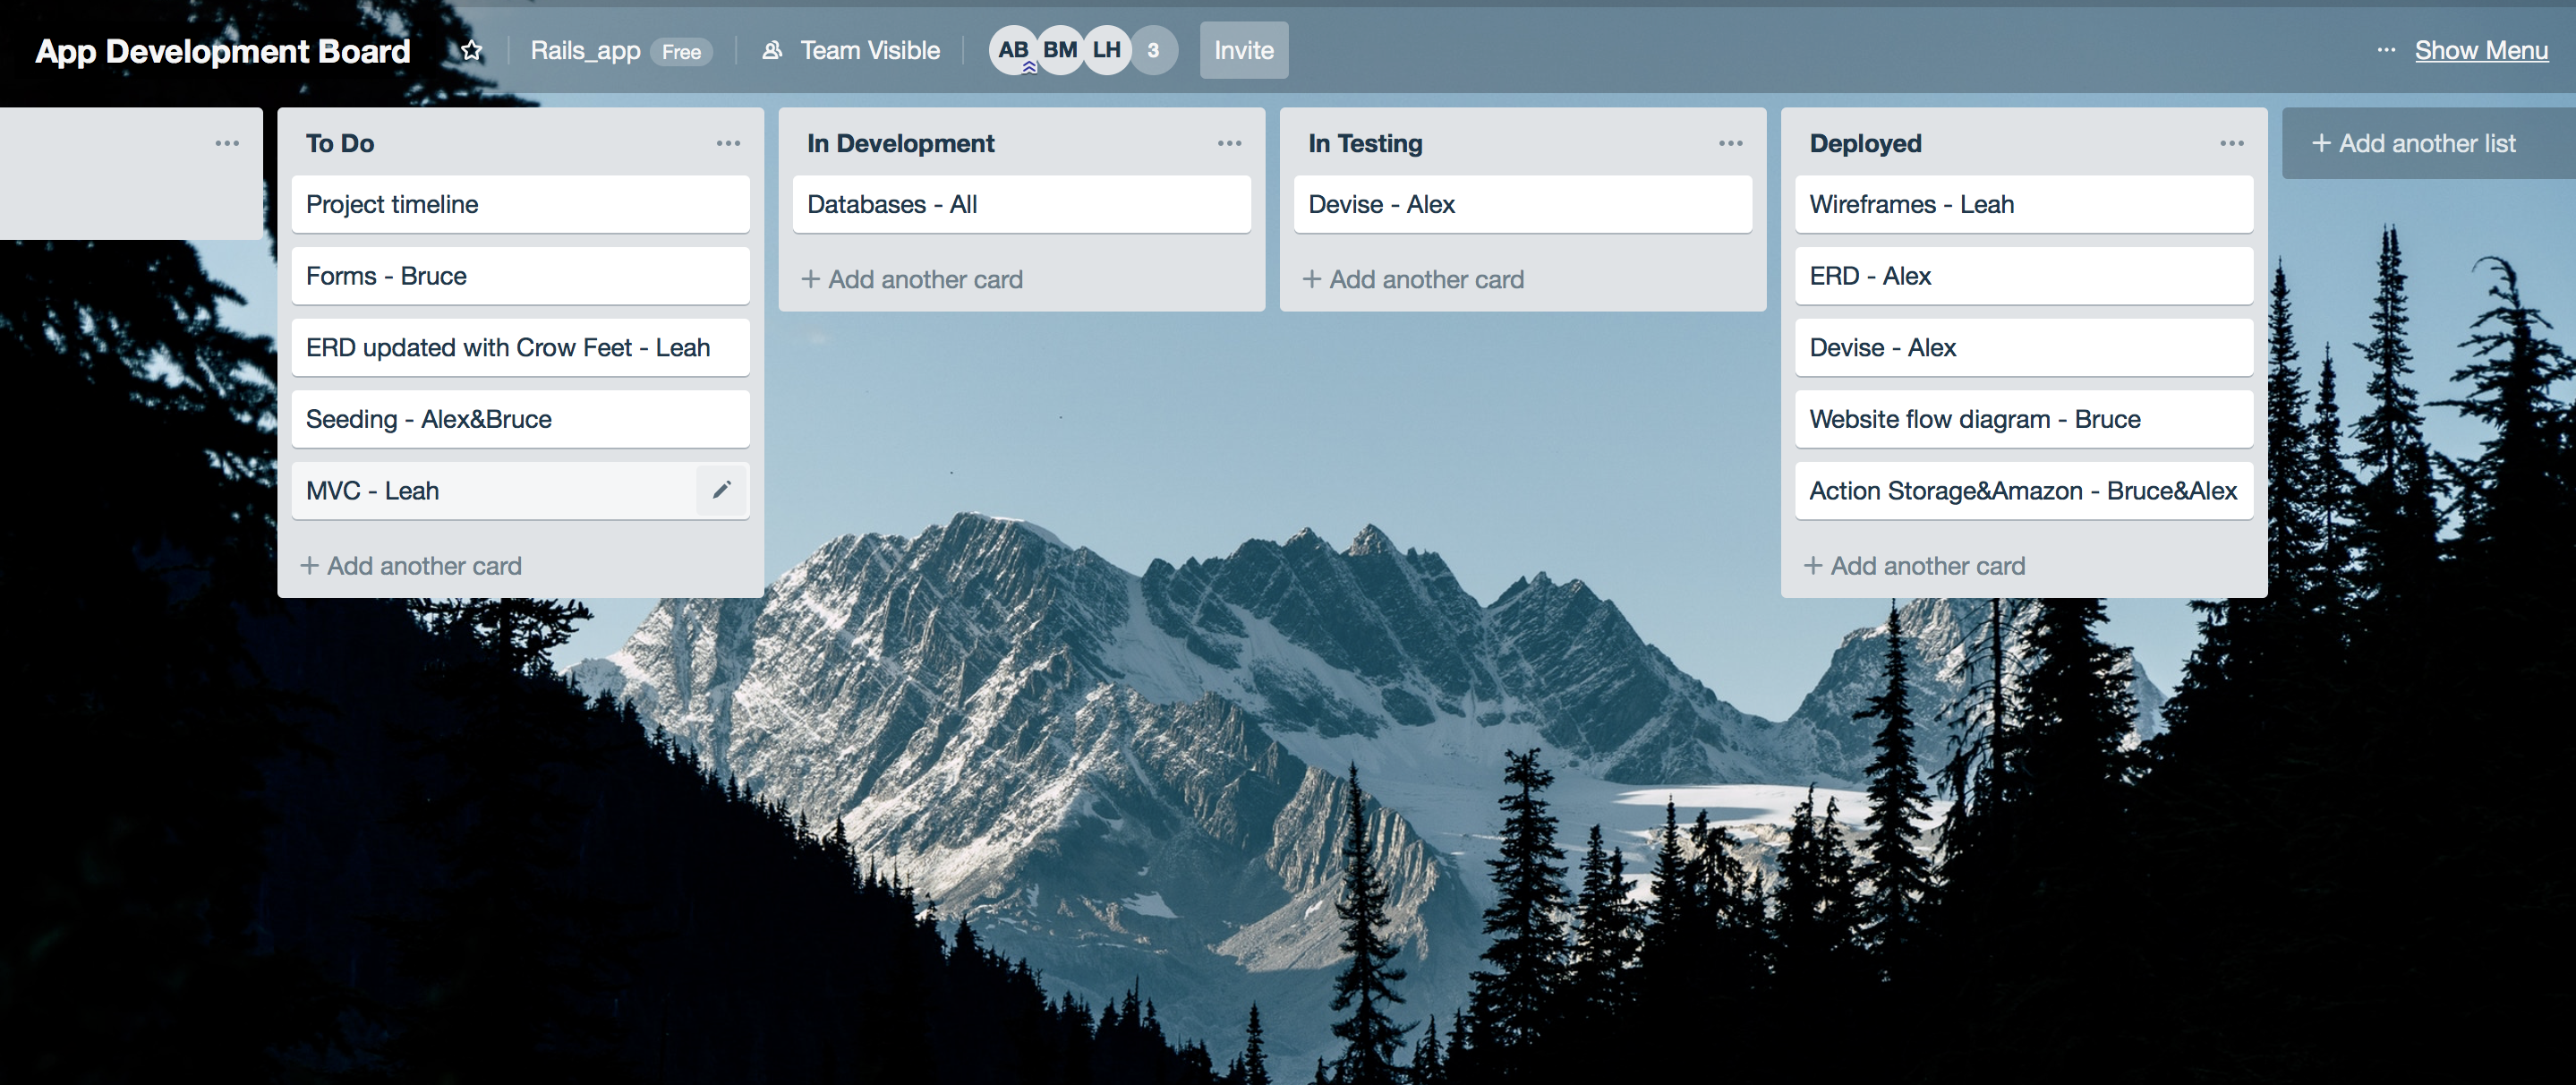 App Development Board
Rails_app Free
Team Visible
AB BM LH 3
Invite
Show Menu
To Do
Project timeline
Forms - Bruce
ERD updated with Crow Feet - Leah
Seeding - Alex&Bruce
MVC - Leah
+ Add another card
In Development
Databases - All
+ Add another card
In Testing
Devise - Alex
+ Add another card
Deployed
Wireframes - Leah
ERD - Alex
Devise - Alex
Website flow diagram - Bruce
Action Storage&Amazon - Bruce&Alex
+ Add another card
+ Add another list